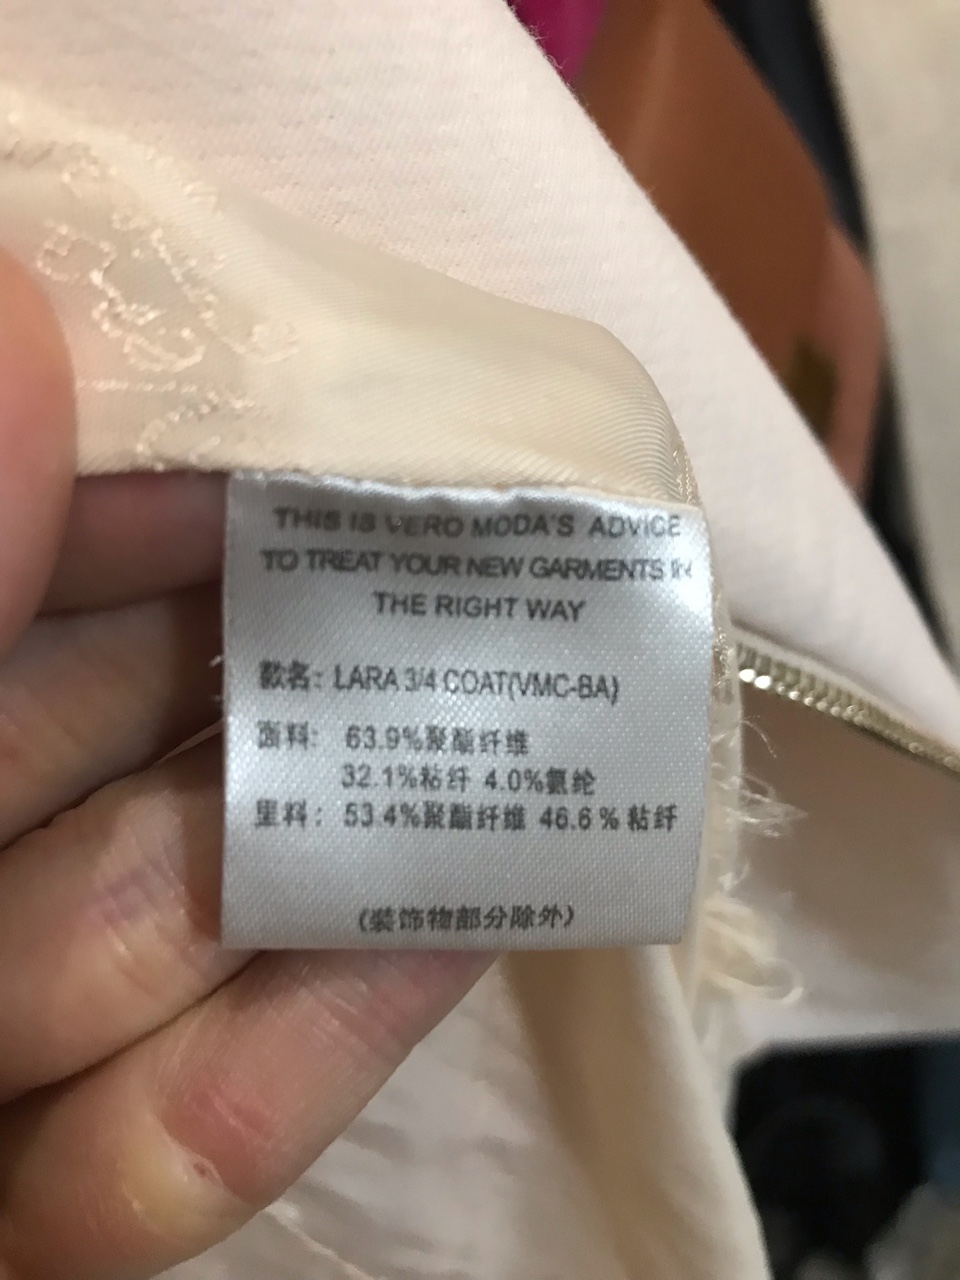 THIS IS VERO MODA'S ADVICE
TO TREAT YOUR NEW GARMENTS IN
THE RIGHT WAY
款名: LARA 3/4 COAT(VMC-BA)
面料: 63.9%聚酯纤维
32.1%粘纤 4.0%氨纶
里料: 53.4%聚酯纤维 46.6%粘纤
(装饰物部分除外)